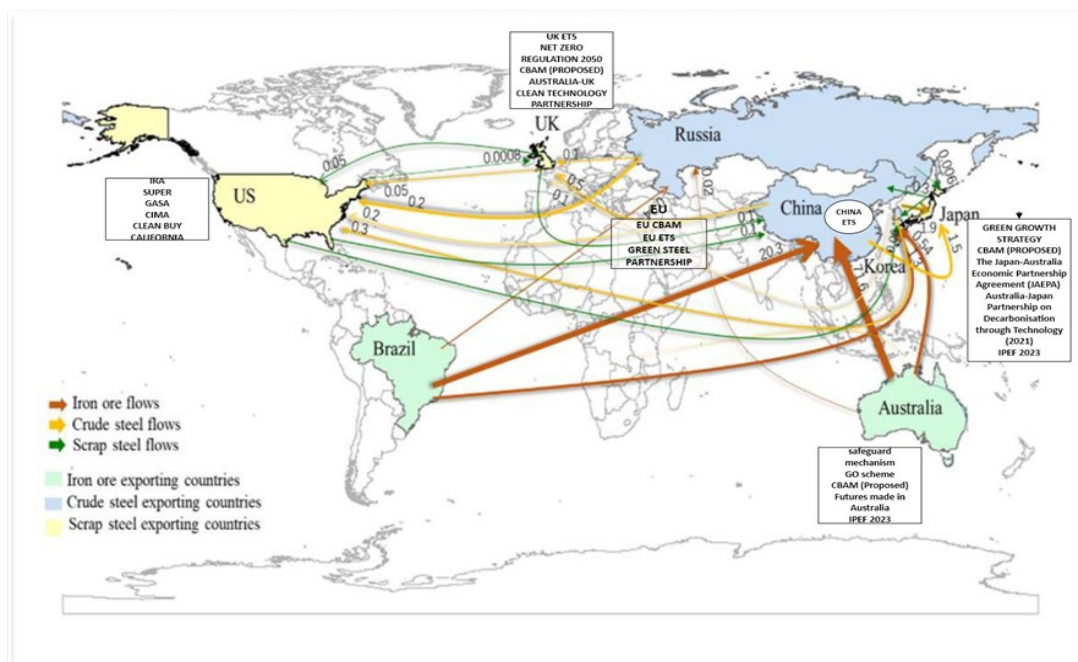 UK ETS
NET ZERO
REGULATION 2050
CBAM (PROPOSED)
AUSTRALIA-UK
CLEAN TECHNOLOGY
PARTNERSHIP
UK
Russia
0.05
0.0008
0.1
0.5
0.1
0.02
0.006
IRA
SUPER
GASA
CIMA
CLEAN BUY
CALIFORNIA
US
0.05
0.2
0.2
0.3
EU
EU CBAM
EU ETS
GREEN STEEL
PARTNERSHIP
0.1
0.1
20.3
China
CHINA
ETS
Japan
Korea
GREEN GROWTH
STRATEGY
CBAM (PROPOSED)
The Japan-Australia
Economic Partnership
Agreement (JAEPA)
Australia-Japan
Partnership on
Decarbonisation
through Technology
(2021)
IPEF 2023
Brazil
Australia
safeguard
mechanism
GO scheme
CBAM (Proposed)
Futures made in
Australia
IPEF 2023
Iron ore flows
Crude steel flows
Scrap steel flows
Iron ore exporting countries
Crude steel exporting countries
Scrap steel exporting countries